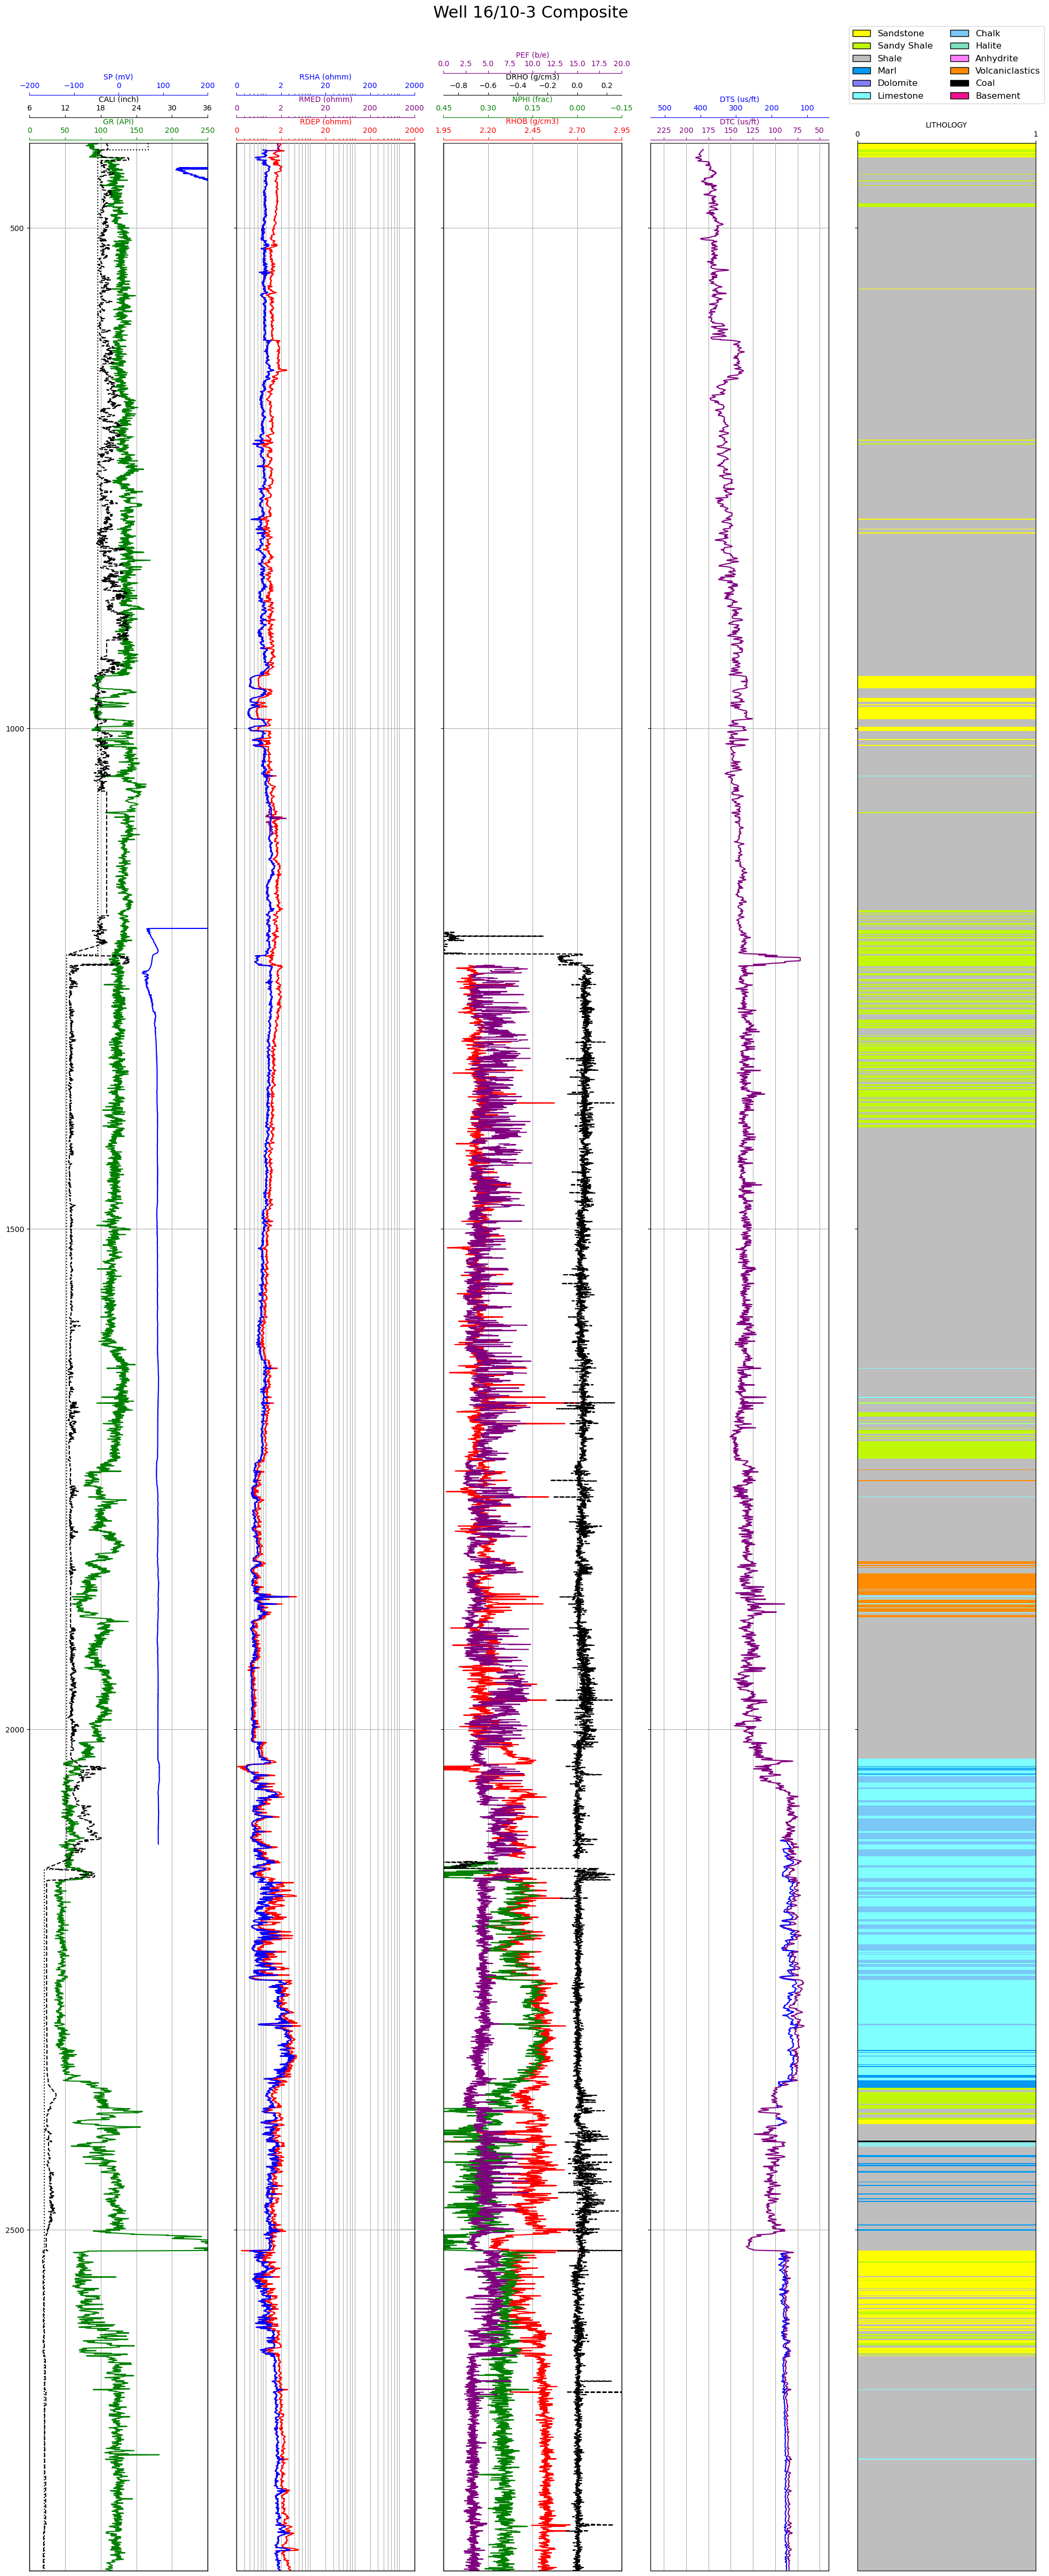 Well 16/10-3 Composite
Sandstone Chalk
Sandy Shale Halite
Shale Anhydrite
Marl Volcaniclastics
Dolomite Coal
Limestone Basement
PEF (b/e)
0.0 2.5 5.0 7.5 10.0 12.5 15.0 17.5 20.0
SP (mV) RSHA (ohmm) DRHO (g/cm3) DTS (us/ft)
−200 −100 0 100 200 0 2 20 200 2000 −0.8 −0.6 −0.4 −0.2 0.0 0.2 500 400 300 200 100
CALI (inch) RMED (ohmm) NPHI (frac)
6 12 18 24 30 36 0 2 20 200 2000 0.45 0.30 0.15 0.00 −0.15
GR (API) RDEP (ohmm) RHOB (g/cm3) DTC (us/ft) LITHOLOGY
0 50 100 150 200 250 0 2 20 200 2000 1.95 2.20 2.45 2.70 2.95 225 200 175 150 125 100 75 50 0 1
500
1000
1500
2000
2500